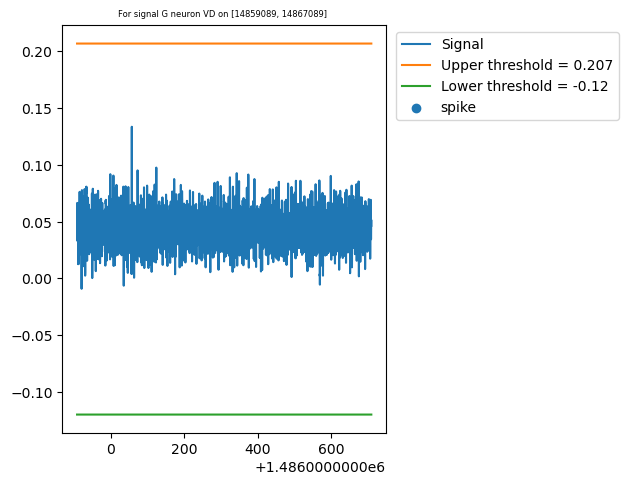 For signal G neuron VD on [14859089, 14867089]
Signal
Upper threshold = 0.207
Lower threshold = -0.12
spike
0.20
0.15
0.10
0.05
0.00
−0.05
−0.10
0 200 400 600
+1.4860000000e6